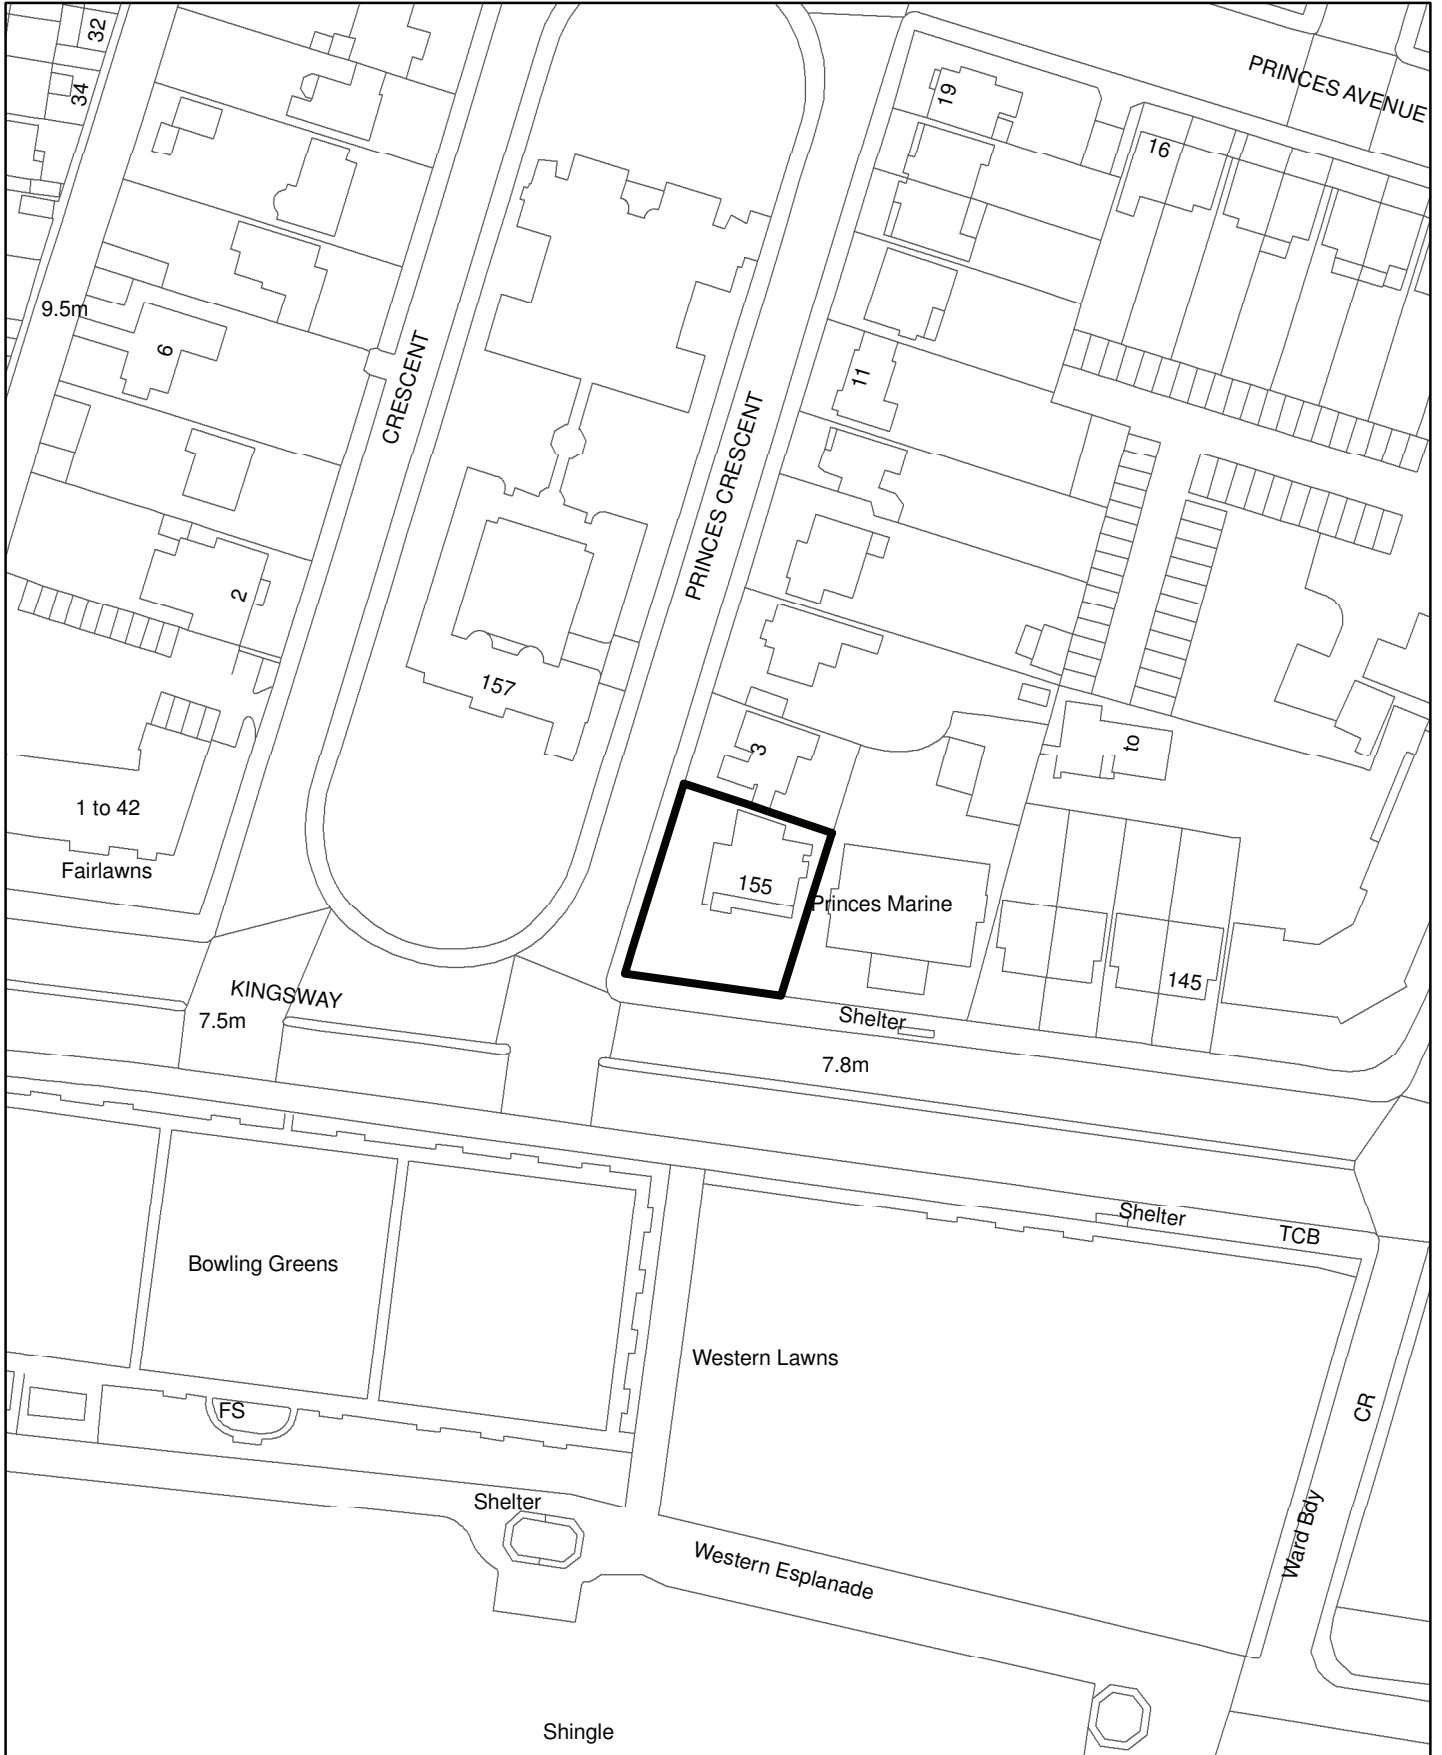 32
34
PRINCES AVENUE
19
16
9.5m
6
CRESCENT
11
PRINCES CRESCENT
2
157
3
to
1 to 42
Fairlawns
155
Princes Marine
145
KINGSWAY
7.5m
Shelter
7.8m
Shelter
TCB
Bowling Greens
Western Lawns
FS
CR
Shelter
Western Esplanade
Ward Bdy
Shingle